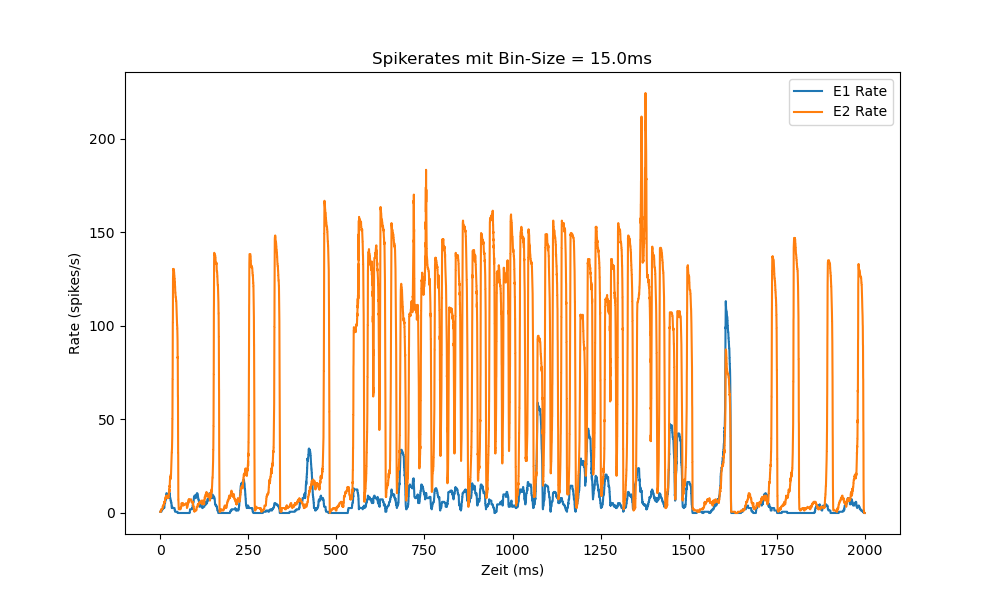 Spikerates mit Bin-Size = 15.0ms
E1 Rate
E2 Rate
Rate (spikes/s)
200
150
100
50
0
0 250 500 750 1000 1250 1500 1750 2000
Zeit (ms)